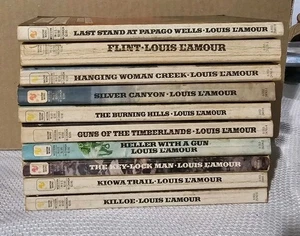 LAST STAND AT PAPAGO WELLS • LOUIS L'AMOUR
FLINT • LOUIS L'AMOUR
HANGING WOMAN CREEK • LOUIS L'AMOUR
SILVER CANYON • LOUIS L'AMOUR
THE BURNING HILLS • LOUIS L'AMOUR
GUNS OF THE TIMBERLANDS • LOUIS L'AMOUR
HELLER WITH A GUN
LOUIS L'AMOUR
THE KEY-LOCK MAN • LOUIS L'AMOUR
KIOWA TRAIL • LOUIS L'AMOUR
KILLOE • LOUIS L'AMOUR